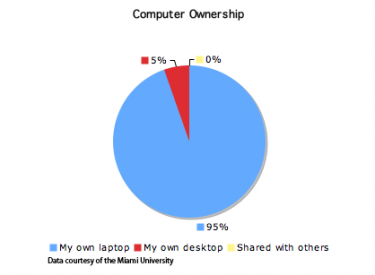 Computer Ownership
5% 0%
95%
My own laptop My own desktop Shared with others
Data courtesy of the Miami University